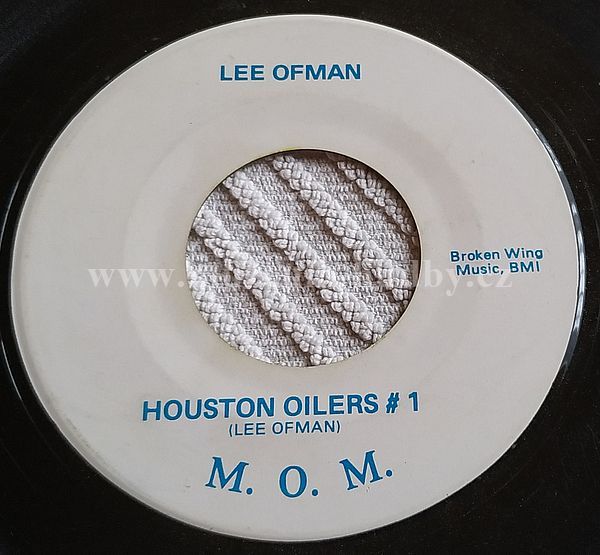 LEE OFMAN
Broken Wing
Music, BMI
HOUSTON OILERS # 1
(LEE OFMAN)
M. O. M.